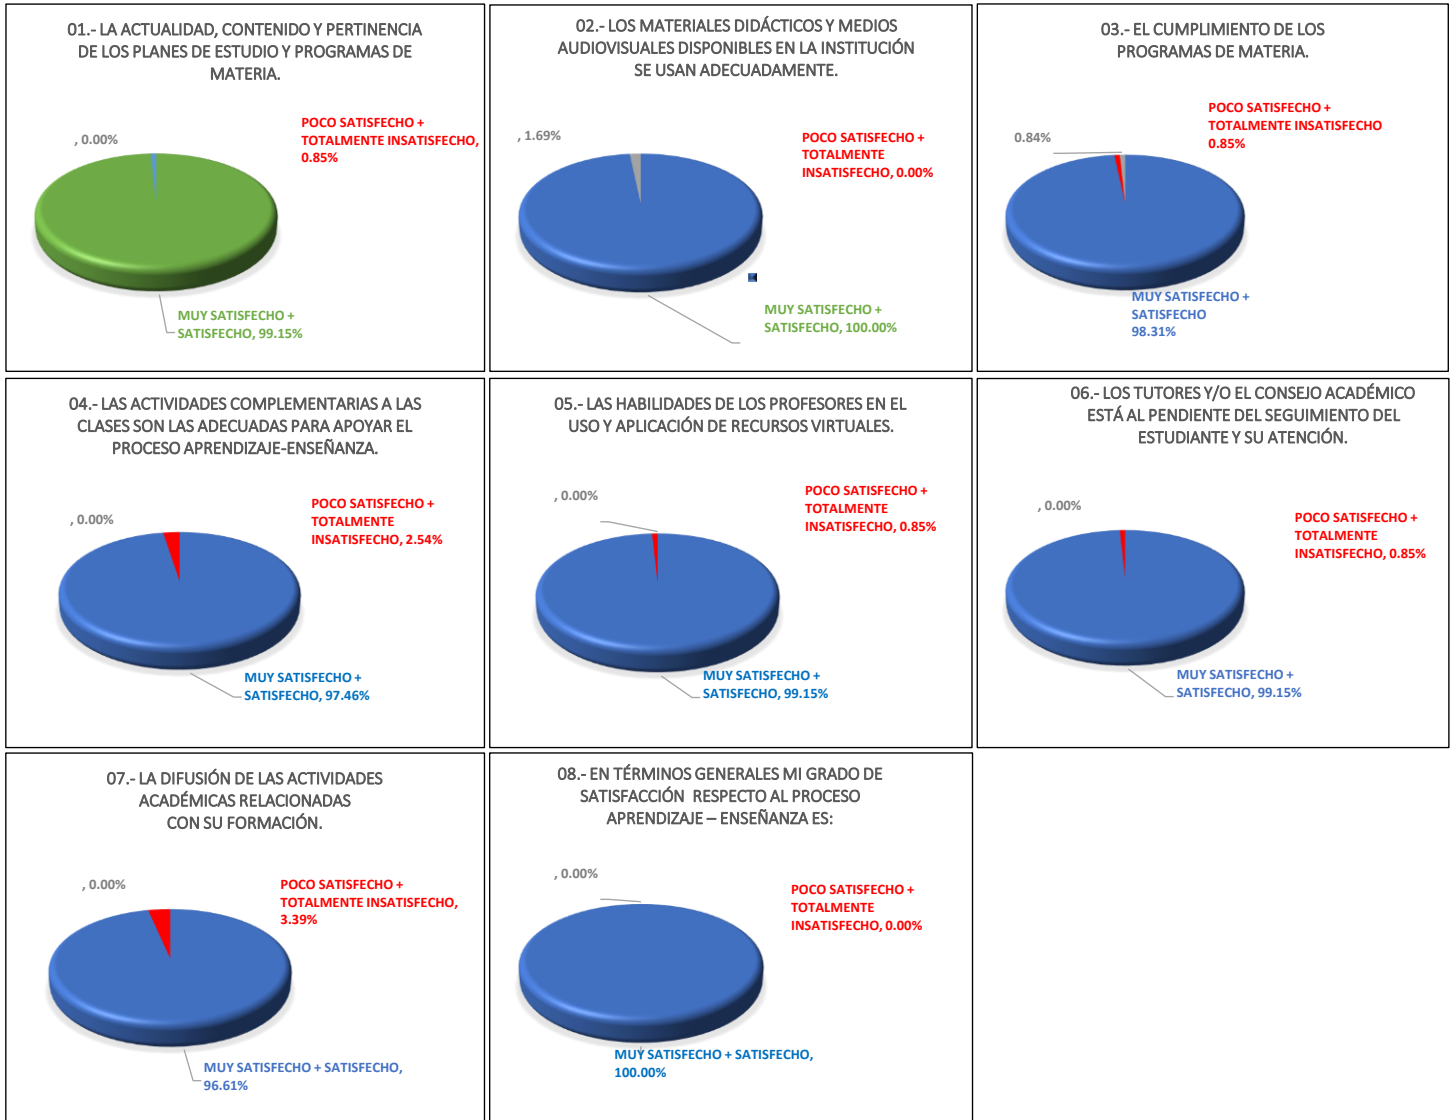 01.- LA ACTUALIDAD, CONTENIDO Y PERTINENCIA
DE LOS PLANES DE ESTUDIO Y PROGRAMAS DE
MATERIA.
, 0.00%
POCO SATISFECHO +
TOTALMENTE INSATISFECHO,
0.85%
MUY SATISFECHO +
SATISFECHO, 99.15%
02.- LOS MATERIALES DIDÁCTICOS Y MEDIOS
AUDIOVISUALES DISPONIBLES EN LA INSTITUCIÓN
SE USAN ADECUADAMENTE.
, 1.69%
POCO SATISFECHO +
TOTALMENTE
INSATISFECHO, 0.00%
MUY SATISFECHO +
SATISFECHO, 100.00%
03.- EL CUMPLIMIENTO DE LOS
PROGRAMAS DE MATERIA.
0.84%
POCO SATISFECHO +
TOTALMENTE INSATISFECHO
0.85%
MUY SATISFECHO +
SATISFECHO
98.31%
04.- LAS ACTIVIDADES COMPLEMENTARIAS A LAS
CLASES SON LAS ADECUADAS PARA APOYAR EL
PROCESO APRENDIZAJE-ENSEÑANZA.
, 0.00%
POCO SATISFECHO +
TOTALMENTE
INSATISFECHO, 2.54%
MUY SATISFECHO +
SATISFECHO, 97.46%
05.- LAS HABILIDADES DE LOS PROFESORES EN EL
USO Y APLICACIÓN DE RECURSOS VIRTUALES.
, 0.00%
POCO SATISFECHO +
TOTALMENTE
INSATISFECHO, 0.85%
MUY SATISFECHO +
SATISFECHO, 99.15%
06.- LOS TUTORES Y/O EL CONSEJO ACADÉMICO
ESTÁ AL PENDIENTE DEL SEGUIMIENTO DEL
ESTUDIANTE Y SU ATENCIÓN.
, 0.00%
POCO SATISFECHO +
TOTALMENTE
INSATISFECHO, 0.85%
MUY SATISFECHO +
SATISFECHO, 99.15%
07.- LA DIFUSIÓN DE LAS ACTIVIDADES
ACADÉMICAS RELACIONADAS
CON SU FORMACIÓN.
, 0.00%
POCO SATISFECHO +
TOTALMENTE INSATISFECHO,
3.39%
MUY SATISFECHO + SATISFECHO,
96.61%
08.- EN TÉRMINOS GENERALES MI GRADO DE
SATISFACCIÓN  RESPECTO AL PROCESO
APRENDIZAJE – ENSEÑANZA ES:
, 0.00%
POCO SATISFECHO +
TOTALMENTE
INSATISFECHO, 0.00%
MUY SATISFECHO + SATISFECHO,
100.00%